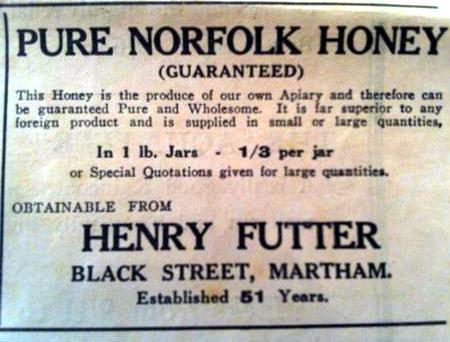 PURE NORFOLK HONEY
(GUARANTEED)
This Honey is the produce of our own Apiary and therefore can
be guaranteed Pure and Wholesome. It is far superior to any
foreign product and is supplied in small or large quantities,
In 1 lb. Jars - 1/3 per jar
or Special Quotations given for large quantities.
OBTAINABLE FROM
HENRY FUTTER
BLACK STREET, MARTHAM.
Established 51 Years.